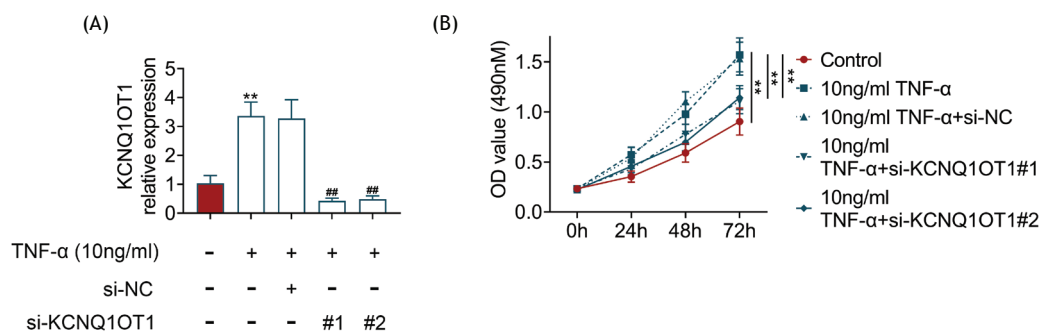 (A)
KCNQ1OT1
relative expression
5
4
3
2
1
0
**
##
##
TNF-α (10ng/ml) - + + + +
si-NC - - + - -
si-KCNQ1OT1 - - - #1 #2
(B)
OD value (490nM)
1.5
1.0
0.5
0.0
0h 24h 48h 72h
**
**
**
Control
10ng/ml TNF-α
10ng/ml TNF-α+si-NC
10ng/ml
TNF-α+si-KCNQ1OT1#1
10ng/ml
TNF-α+si-KCNQ1OT1#2